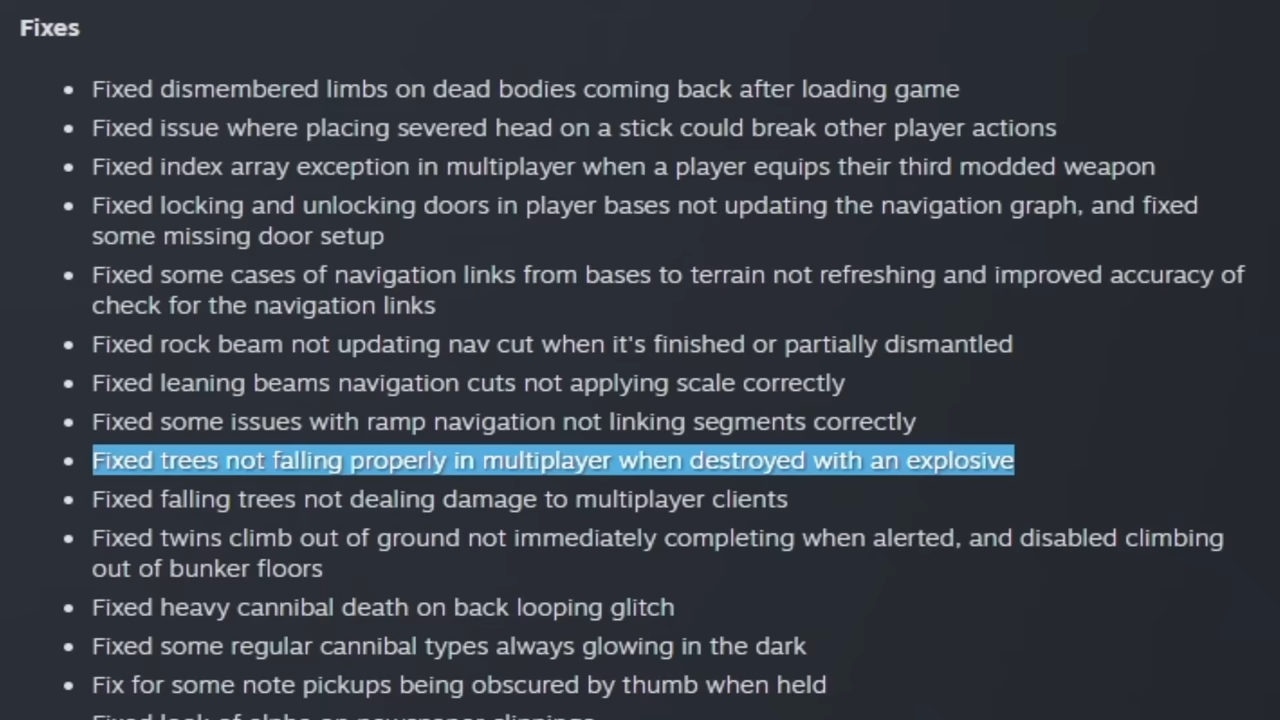 Fixes
• Fixed dismembered limbs on dead bodies coming back after loading game
• Fixed issue where placing severed head on a stick could break other player actions
• Fixed index array exception in multiplayer when a player equips their third modded weapon
• Fixed locking and unlocking doors in player bases not updating the navigation graph, and fixed
some missing door setup
• Fixed some cases of navigation links from bases to terrain not refreshing and improved accuracy of
check for the navigation links
• Fixed rock beam not updating nav cut when it's finished or partially dismantled
• Fixed leaning beams navigation cuts not applying scale correctly
• Fixed some issues with ramp navigation not linking segments correctly
• Fixed trees not falling properly in multiplayer when destroyed with an explosive
• Fixed falling trees not dealing damage to multiplayer clients
• Fixed twins climb out of ground not immediately completing when alerted, and disabled climbing
out of bunker floors
• Fixed heavy cannibal death on back looping glitch
• Fixed some regular cannibal types always glowing in the dark
• Fix for some note pickups being obscured by thumb when held